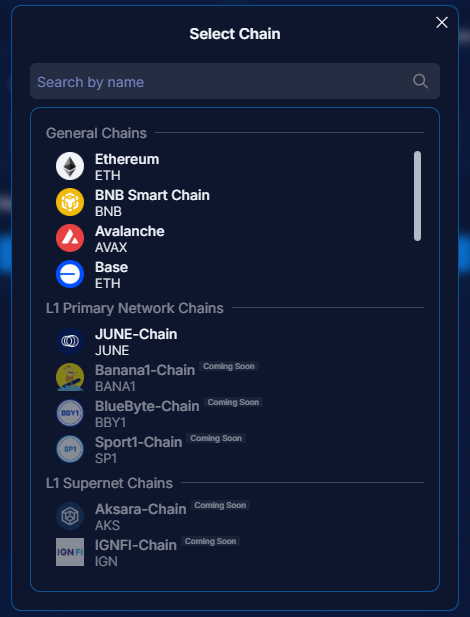 Select Chain
Search by name
General Chains
Ethereum
ETH
BNB Smart Chain
BNB
Avalanche
AVAX
Base
ETH
L1 Primary Network Chains
JUNE-Chain
JUNE
Banana1-Chain Coming Soon
BANA1
BBY1 BlueByte-Chain Coming Soon
BBY1
SP1 Sport1-Chain Coming Soon
SP1
L1 Supernet Chains
Aksara-Chain Coming Soon
AKS
IGN FI IGNFI-Chain Coming Soon
IGN